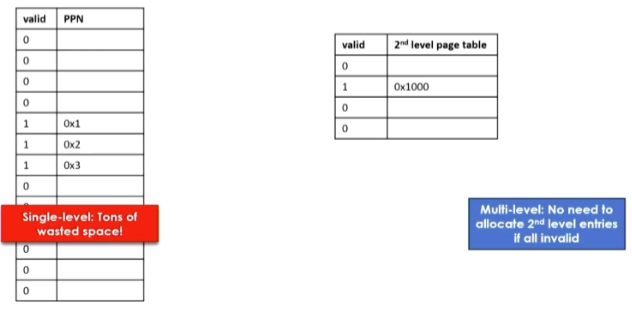 valid PPN
0
0
0
0
1 0x1
1 0x2
1 0x3
0
Single-level: Tons of
wasted space!
0
0
0
valid 2nd level page table
0
1 0x1000
0
0
Multi-level: No need to
allocate 2nd level entries
if all invalid